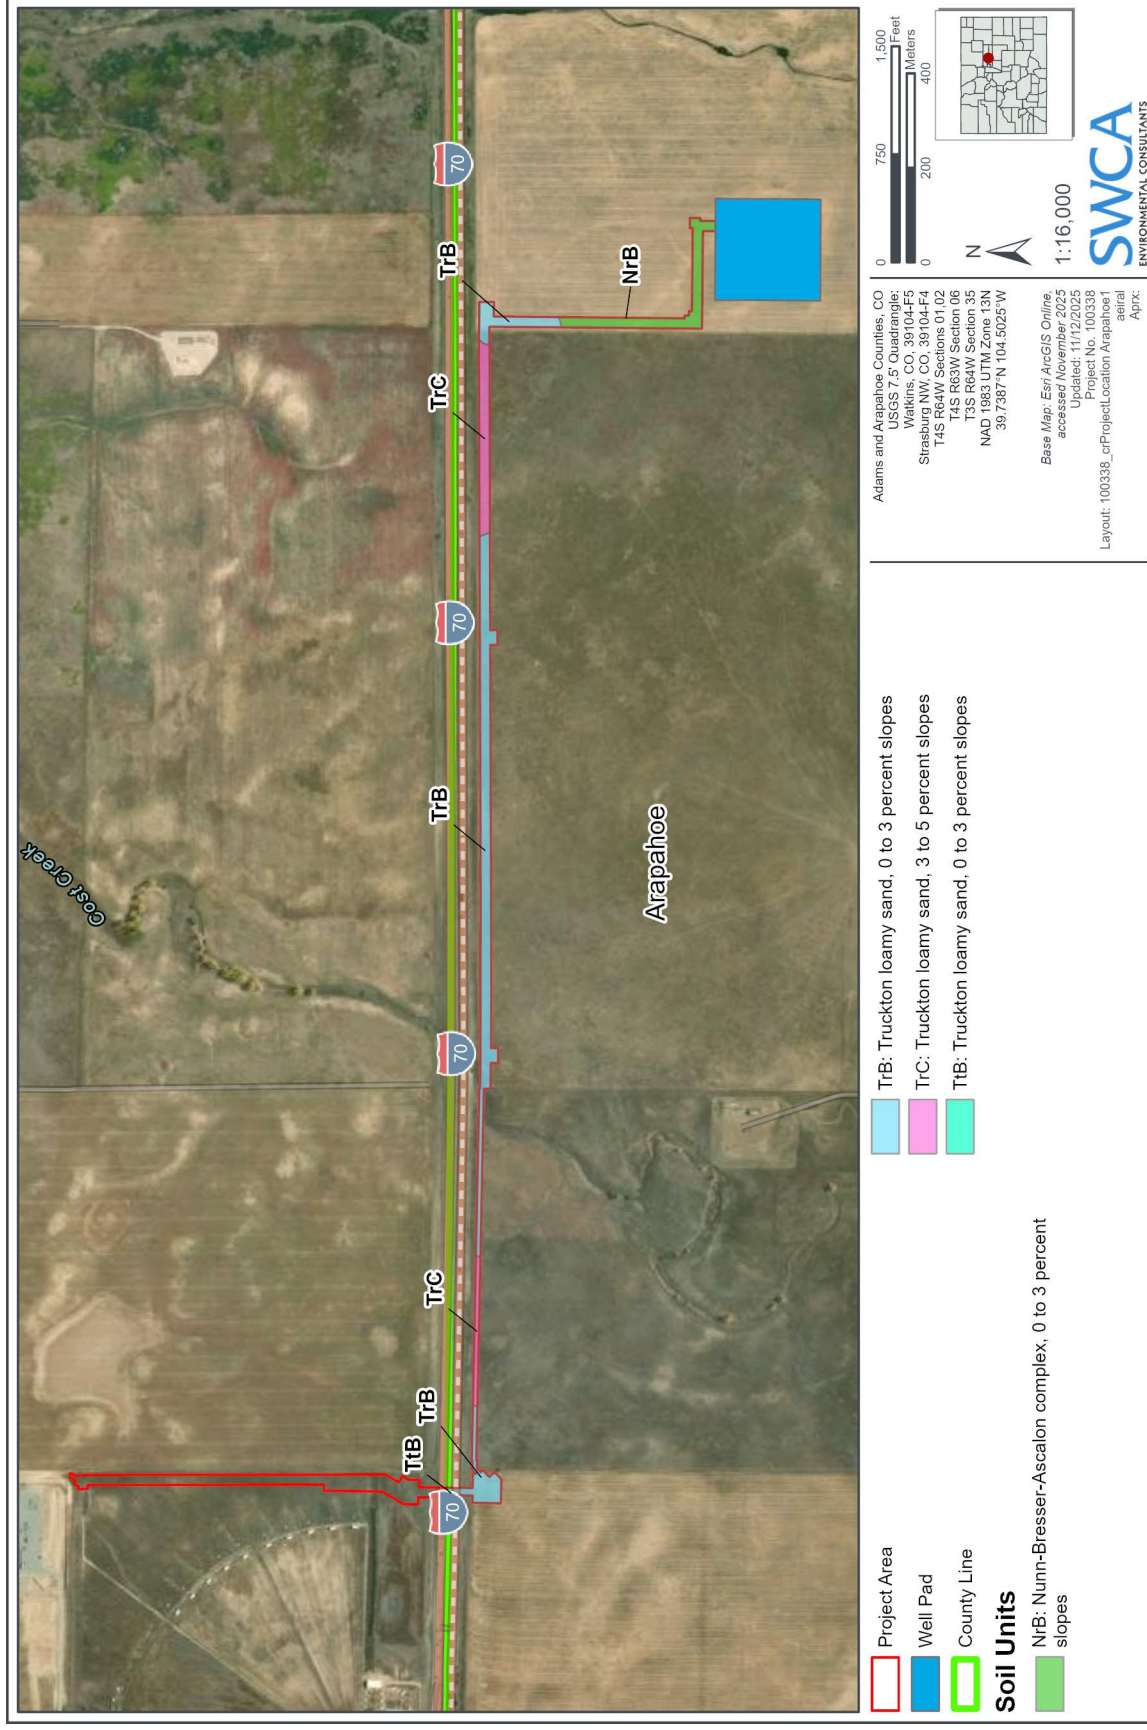 Cost Creek
70
70
70
70
TtB
TrB
TrC
TrB
TrC
TrB
NrB
Arapahoe
Project Area
Well Pad
County Line
Soil Units
NrB: Nunn-Bresser-Ascalon complex, 0 to 3 percent
slopes
TrB: Truckton loamy sand, 0 to 3 percent slopes
TrC: Truckton loamy sand, 3 to 5 percent slopes
TtB: Truckton loamy sand, 0 to 3 percent slopes
Adams and Arapahoe Counties, CO
USGS 7.5' Quadrangle:
Watkins, CO, 39104-F5
Strasburg NW, CO, 39104-F4
T4S R64W Sections 01,02
T4S R63W Section 06
T3S R64W Section 35
NAD 1983 UTM Zone 13N
39.7387°N 104.5025°W
Base Map: Esri ArcGIS Online,
accessed November 2025
Updated: 11/12/2025
Project No. 100338
Layout: 100338_crProjectLocation Arapahoe1
aeiral
Aprx:
0 750 1,500
Feet
Meters
0 200 400
N
1:16,000
SWCA
ENVIRONMENTAL CONSULTANTS